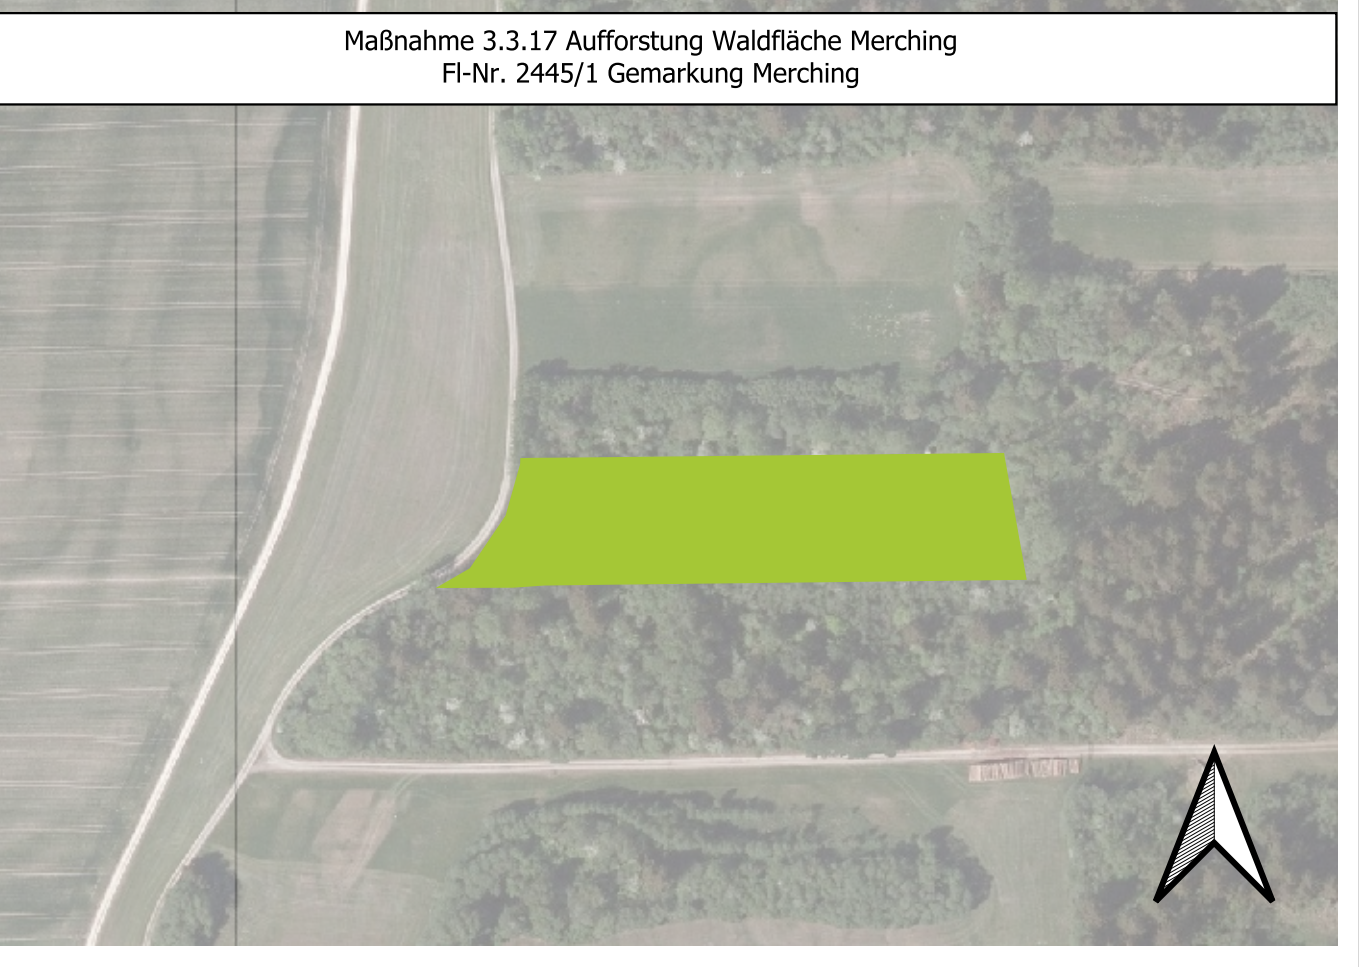 Maßnahme 3.3.17 Aufforstung Waldfläche Merching
Fl-Nr. 2445/1 Gemarkung Merching